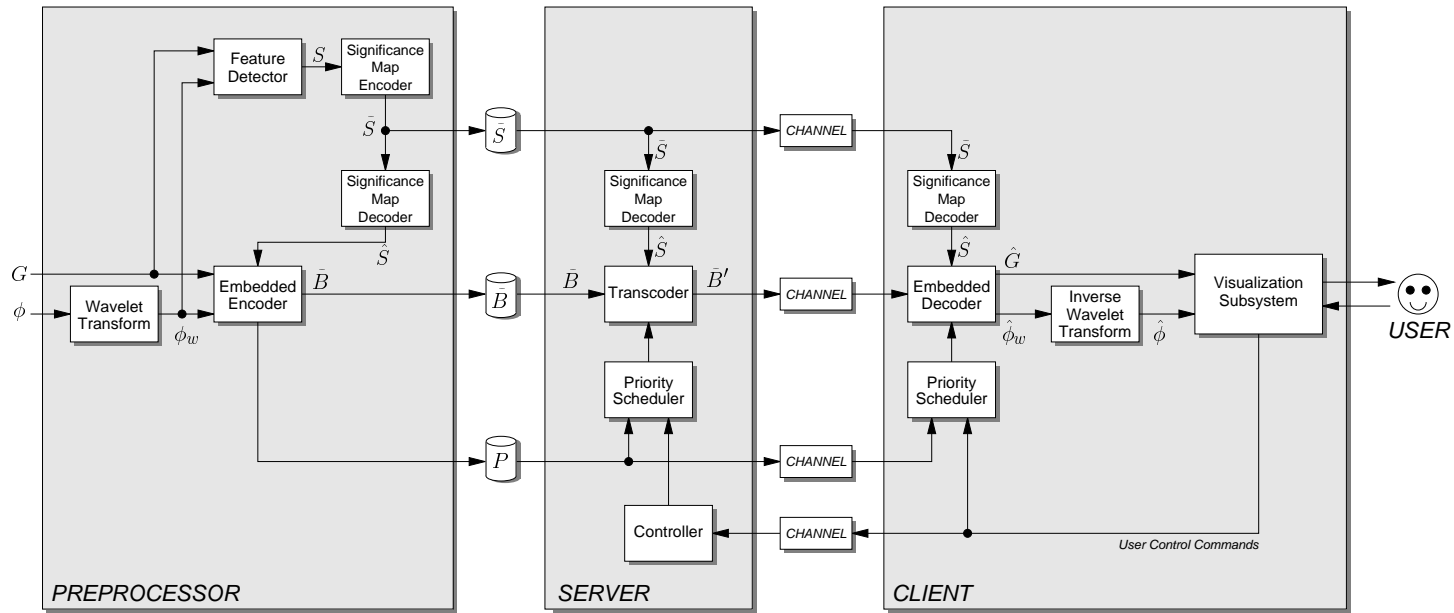 Feature
Detector
S
Significance
Map
Encoder
S̄
S̄
S̄
CHANNEL
S̄
Significance
Map
Decoder
Significance
Map
Decoder
Significance
Map
Decoder
Ŝ
Ŝ
Ŝ
G
Embedded
Encoder
B̄
B̄
B̄
Transcoder
B̄′
CHANNEL
Embedded
Decoder
Ĝ
Visualization
Subsystem
ϕ
Wavelet
Transform
ϕ_w
ϕ̂_w
Inverse
Wavelet
Transform
ϕ̂
USER
Priority
Scheduler
Priority
Scheduler
P
CHANNEL
Controller
CHANNEL
User Control Commands
PREPROCESSOR
SERVER
CLIENT